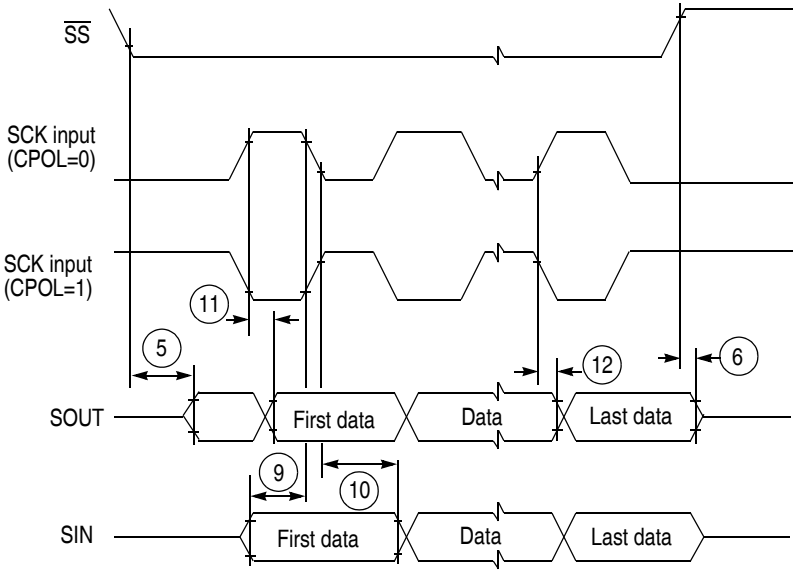 SS
SCK input
(CPOL=0)
SCK input
(CPOL=1)
11
5
12
6
SOUT
First data
Data
Last data
9
10
SIN
First data
Data
Last data